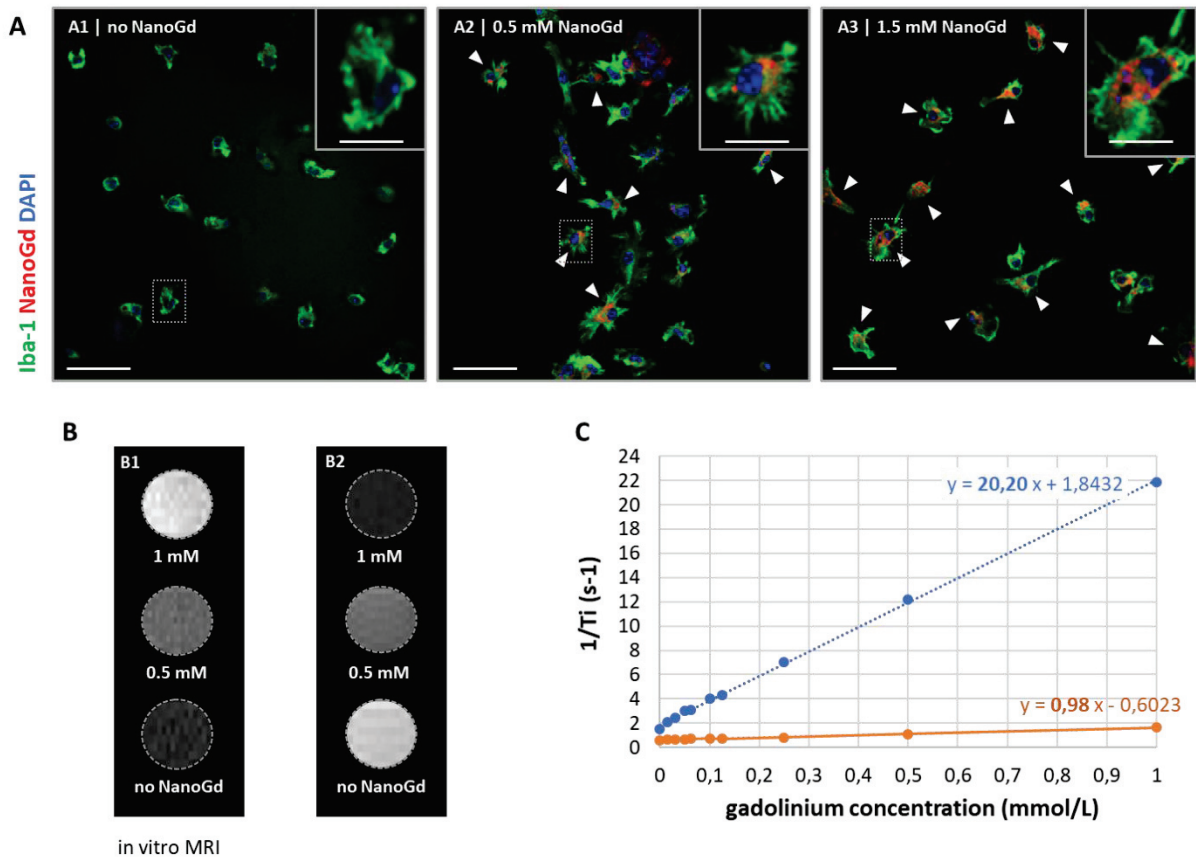 A
A1 | no NanoGd
A2 | 0.5 mM NanoGd
A3 | 1.5 mM NanoGd
Iba-1 NanoGd DAPI
B
B1
1 mM
0.5 mM
no NanoGd
B2
1 mM
0.5 mM
no NanoGd
in vitro MRI
C
24
22
20
18
16
14
12
10
8
6
4
2
0
1/Ti (s-1)
y = 20,20 x + 1,8432
y = 0,98 x - 0,6023
0 0,1 0,2 0,3 0,4 0,5 0,6 0,7 0,8 0,9 1
gadolinium concentration (mmol/L)